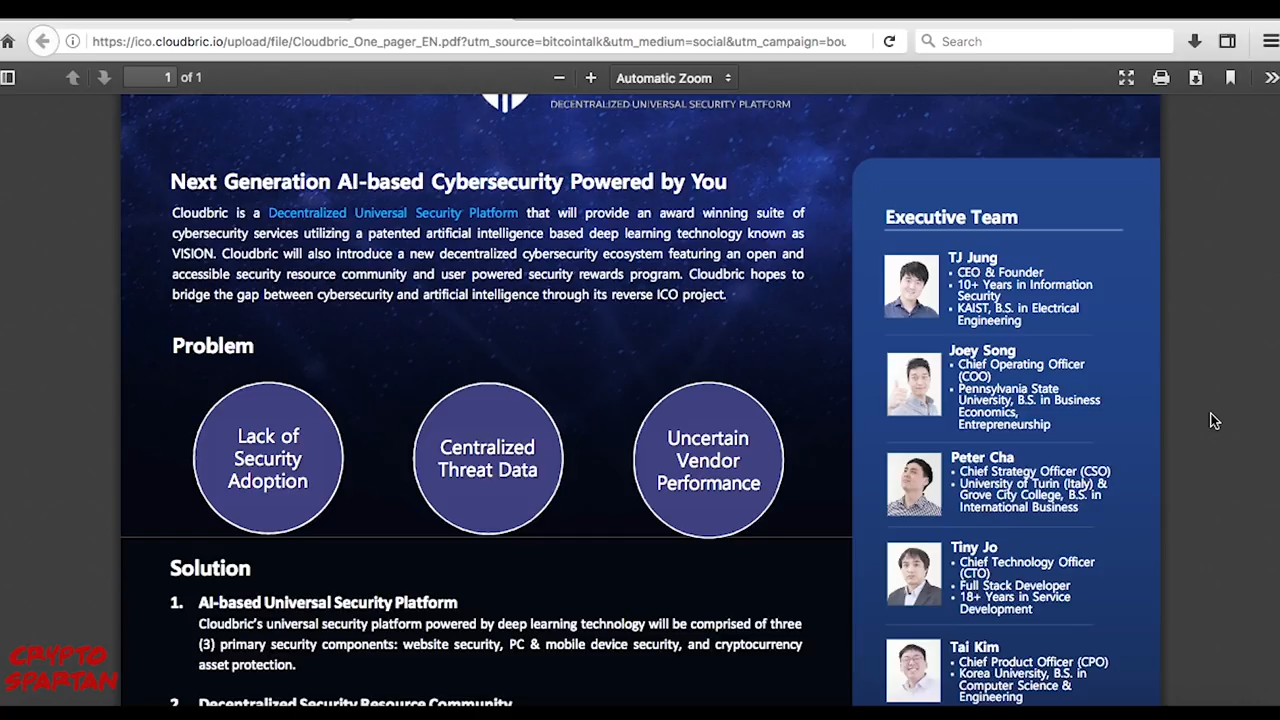 https://ico.cloudbric.io/upload/file/Cloudbric_One_pager_EN.pdf?utm_source=bitcointalk&utm_medium=social&utm_campaign=bou
Search
1 of 1
Automatic Zoom
DECENTRALIZED UNIVERSAL SECURITY PLATFORM
Next Generation AI-based Cybersecurity Powered by You
Cloudbric is a Decentralized Universal Security Platform that will provide an award winning suite of
cybersecurity services utilizing a patented artificial intelligence based deep learning technology known as
VISION. Cloudbric will also introduce a new decentralized cybersecurity ecosystem featuring an open and
accessible security resource community and user powered security rewards program. Cloudbric hopes to
bridge the gap between cybersecurity and artificial intelligence through its reverse ICO project.
Problem
Lack of
Security
Adoption
Centralized
Threat Data
Uncertain
Vendor
Performance
Solution
1. AI-based Universal Security Platform
Cloudbric's universal security platform powered by deep learning technology will be comprised of three
(3) primary security components: website security, PC & mobile device security, and cryptocurrency
asset protection.
2. Decentralized Security Resource Community
Executive Team
TJ Jung
• CEO & Founder
• 10+ Years in Information
Security
• KAIST, B.S. in Electrical
Engineering
Joey Song
• Chief Operating Officer
(COO)
• Pennsylvania State
University, B.S. in Business
Economics,
Entrepreneurship
Peter Cha
• Chief Strategy Officer (CSO)
• University of Turin (Italy) &
Grove City College, B.S. in
International Business
Tiny Jo
• Chief Technology Officer
(CTO)
• Full Stack Developer
• 18+ Years in Service
Development
Tai Kim
• Chief Product Officer (CPO)
• Korea University, B.S. in
Computer Science &
Engineering
CRYPTO
SPARTAN